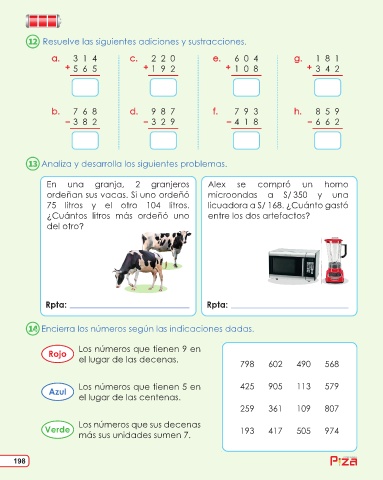 12 Resuelve las siguientes adiciones y sustracciones.
a. 3 1 4
+ 5 6 5
c. 2 2 0
+ 1 9 2
e. 6 0 4
+ 1 0 8
g. 1 8 1
+ 3 4 2
b. 7 6 8
– 3 8 2
d. 9 8 7
– 3 2 9
f. 7 9 3
– 4 1 8
h. 8 5 9
– 6 6 2
13 Analiza y desarrolla los siguientes problemas.
En una granja, 2 granjeros
ordeñan sus vacas. Si uno ordeñó
75 litros y el otro 104 litros.
¿Cuántos litros más ordeñó uno
del otro?
Rpta:
Alex se compró un horno
microondas a S/ 350 y una
licuadora a S/ 168. ¿Cuánto gastó
entre los dos artefactos?
Rpta:
14 Encierra los números según las indicaciones dadas.
Rojo
Los números que tienen 9 en
el lugar de las decenas.
Azul
Los números que tienen 5 en
el lugar de las centenas.
Verde
Los números que sus decenas
más sus unidades sumen 7.
798 602 490 568
425 905 113 579
259 361 109 807
193 417 505 974
198